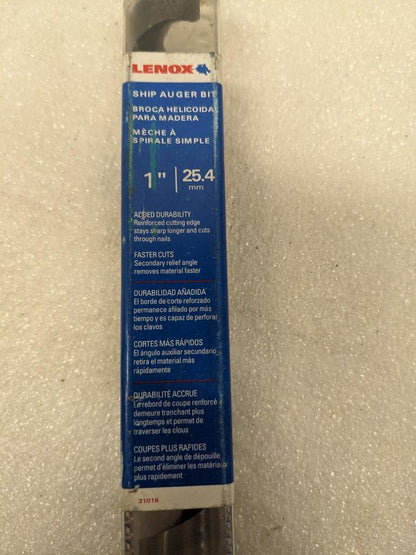 LENOX
SHIP AUGER BIT
BROCA HELICOIDAL
PARA MADERA
MÈCHE À
SPIRALE SIMPLE
1" | 25.4
mm
ADDED DURABILITY
Reinforced cutting edge
stays sharp longer and cuts
through nails
FASTER CUTS
Secondary relief angle
removes material faster
DURABILIDAD AÑADIDA
El borde de corte reforzado
permanece afilado por más
tiempo y es capaz de perforar
los clavos
CORTES MÁS RÁPIDOS
El ángulo auxiliar secundario
retira el material más
rápidamente
DURABILITÉ ACCRUE
Le rebord de coupe renforcé
demeure tranchant plus
longtemps et permet de
traverser les clous
COUPES PLUS RAPIDES
Le second angle de dépouille
permet d'éliminer les matériaux
plus rapidement
31016